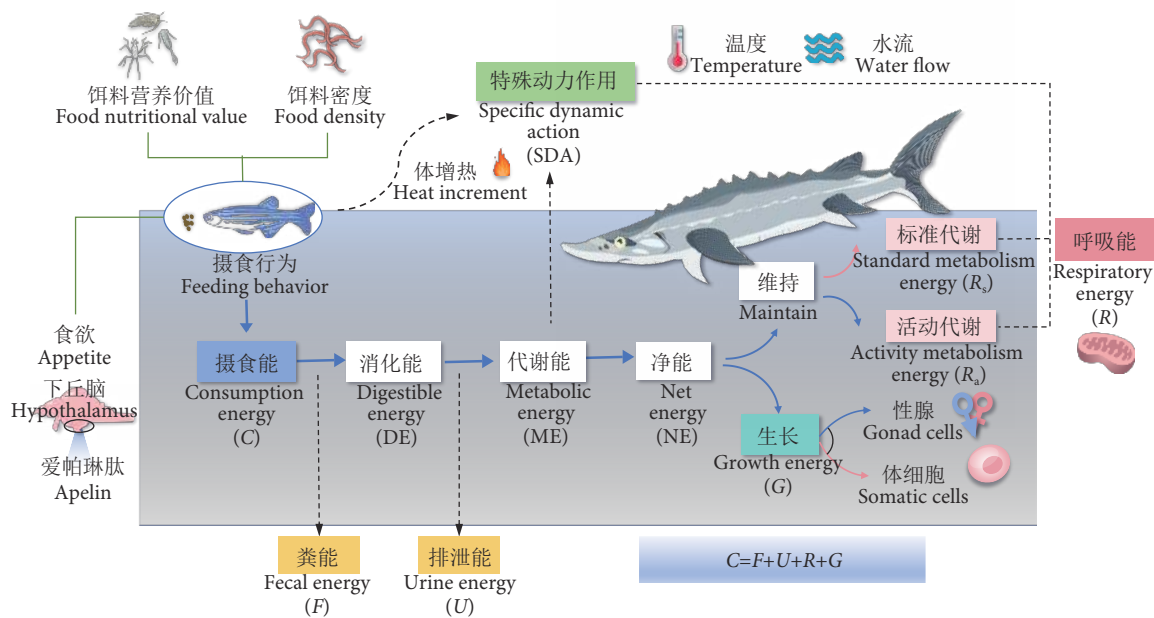 饵料营养价值
Food nutritional value
饵料密度
Food density
温度
Temperature
水流
Water flow
特殊动力作用
Specific dynamic
action
(SDA)
体增热
Heat increment
摄食行为
Feeding behavior
食欲
Appetite
下丘脑
Hypothalamus
爱帕琳肽
Apelin
摄食能
Consumption
energy
(C)
消化能
Digestible
energy
(DE)
代谢能
Metabolic
energy
(ME)
净能
Net
energy
(NE)
维持
Maintain
标准代谢
Standard metabolism
energy (Rs)
活动代谢
Activity metabolism
energy (Ra)
呼吸能
Respiratory
energy
(R)
生长
Growth energy
(G)
性腺
Gonad cells
体细胞
Somatic cells
粪能
Fecal energy
(F)
排泄能
Urine energy
(U)
C=F+U+R+G